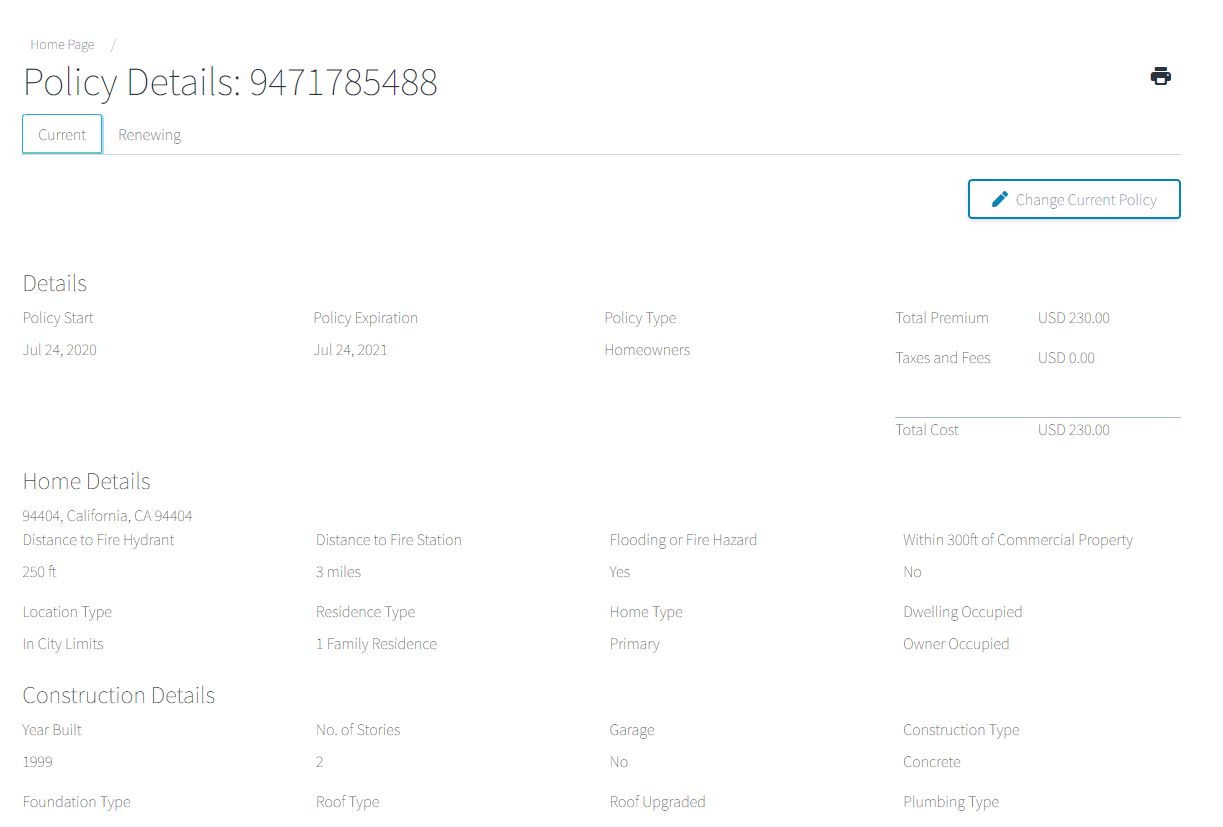 Home Page /
Policy Details: 9471785488
Current Renewing
Change Current Policy
Details
Policy Start Policy Expiration Policy Type Total Premium USD 230.00
Jul 24, 2020 Jul 24, 2021 Homeowners
Taxes and Fees USD 0.00
Total Cost USD 230.00
Home Details
94404, California, CA 94404
Distance to Fire Hydrant Distance to Fire Station Flooding or Fire Hazard Within 300ft of Commercial Property
250 ft 3 miles Yes No
Location Type Residence Type Home Type Dwelling Occupied
In City Limits 1 Family Residence Primary Owner Occupied
Construction Details
Year Built No. of Stories Garage Construction Type
1999 2 No Concrete
Foundation Type Roof Type Roof Upgraded Plumbing Type